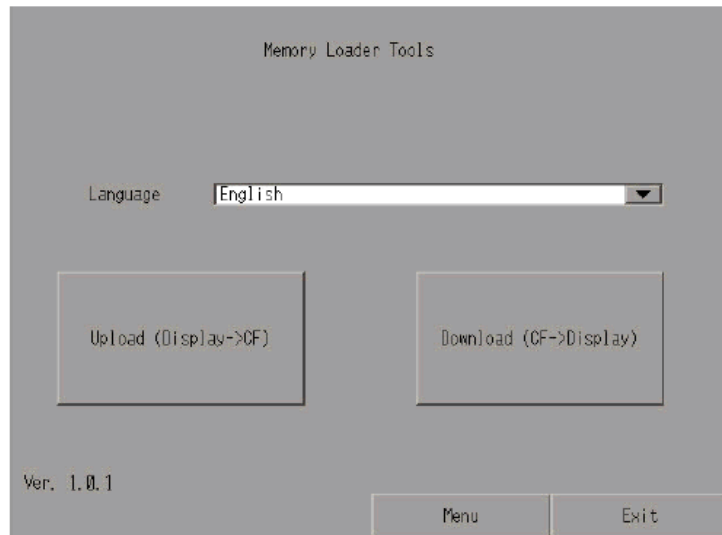 Memory Loader Tools
Language English
Upload (Display->CF) Download (CF->Display)
Ver. 1.0.1
Menu Exit